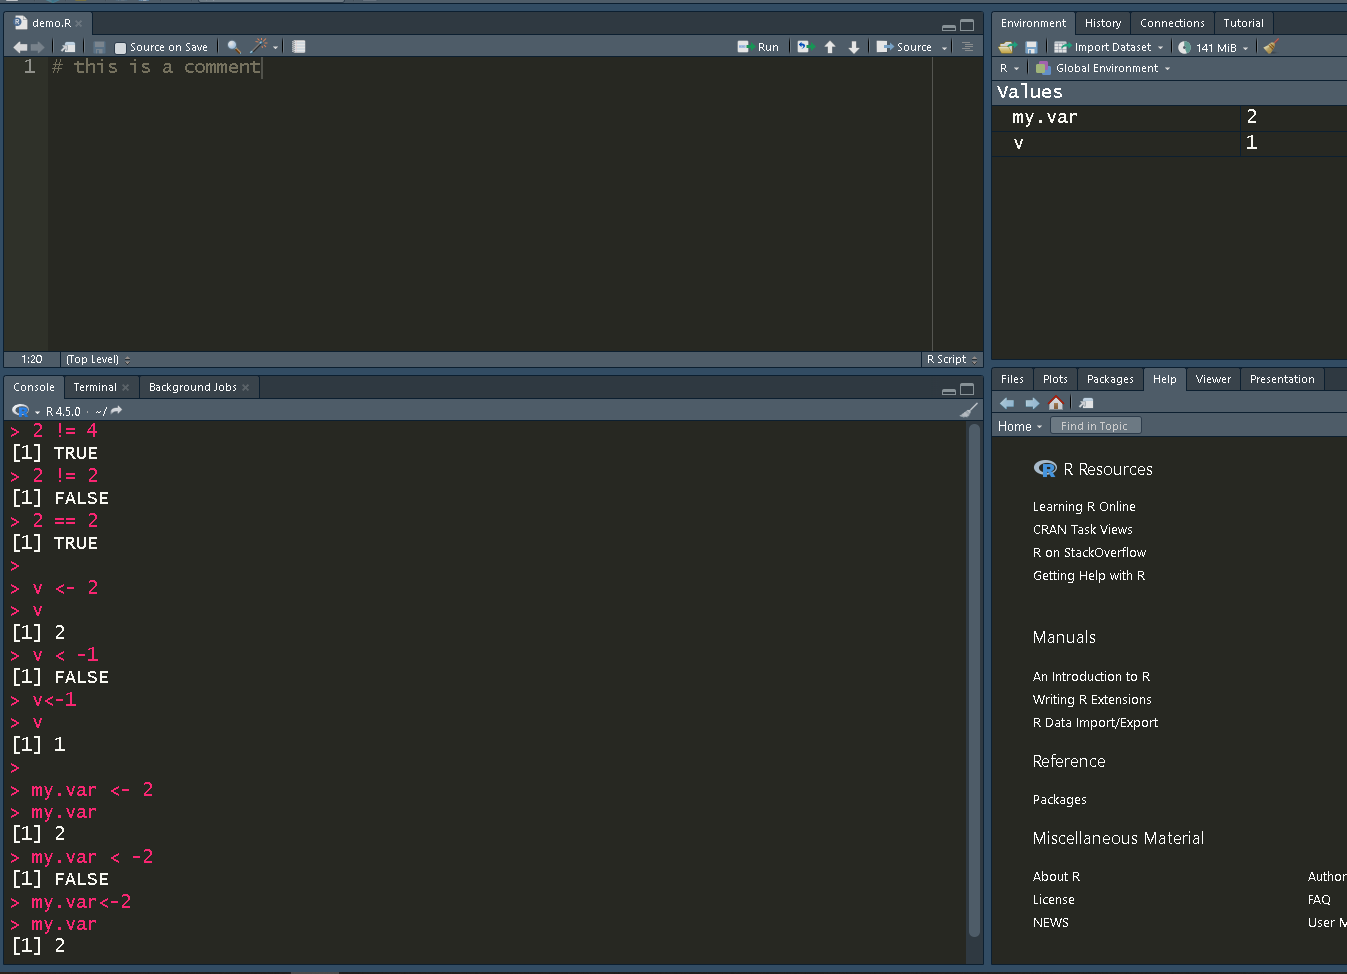 demo.R
Source on Save
Run
Source
1 # this is a comment
1:20 (Top Level) R Script
Console Terminal Background Jobs
R 4.5.0 · ~/
> 2 != 4
[1] TRUE
> 2 != 2
[1] FALSE
> 2 == 2
[1] TRUE
>
> v <- 2
> v
[1] 2
> v < -1
[1] FALSE
> v<-1
> v
[1] 1
>
> my.var <- 2
> my.var
[1] 2
> my.var < -2
[1] FALSE
> my.var<-2
> my.var
[1] 2
Environment History Connections Tutorial
Import Dataset 141 MiB
R Global Environment
Values
my.var 2
v 1
Files Plots Packages Help Viewer Presentation
Home Find in Topic
R Resources
Learning R Online
CRAN Task Views
R on StackOverflow
Getting Help with R
Manuals
An Introduction to R
Writing R Extensions
R Data Import/Export
Reference
Packages
Miscellaneous Material
About R Author
License FAQ
NEWS User M